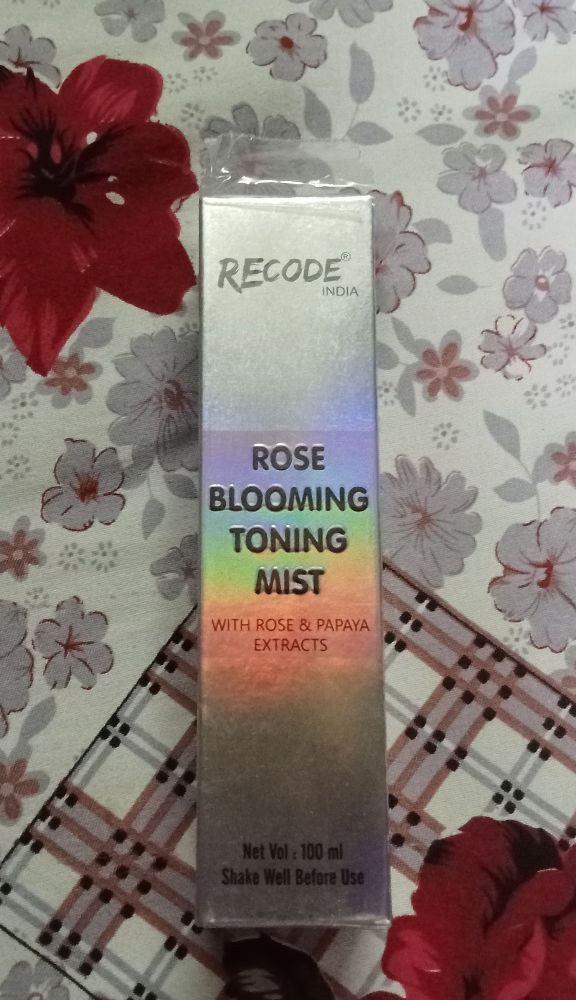 RECODE®
INDIA
ROSE
BLOOMING
TONING
MIST
WITH ROSE & PAPAYA
EXTRACTS
Net Vol : 100 ml
Shake Well Before Use